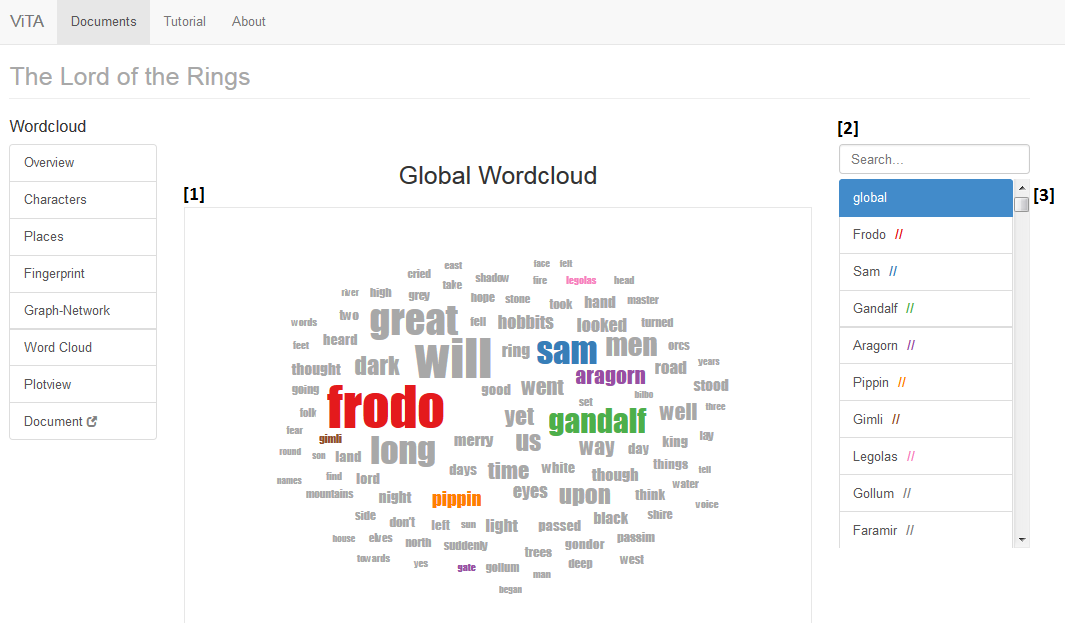 ViTA Documents Tutorial About
The Lord of the Rings
Wordcloud
Overview
Characters
Places
Fingerprint
Graph-Network
Word Cloud
Plotview
Document
[1]
Global Wordcloud
east face fell
cried shadow fire legolas head
take
river high grey hope stone took hand master
words two great fell hobbits looked turned
feet heard will ring sam men orcs
thought dark aragorn road years
going good went stood
frodo set bilbo
folk yet gandalf well three
fear gimli long merry us way day king lay
round son land
days time white though things tell
names find lord water
mountains night pippin eyes upon think voice
side don't left sun light passed black shire
house elves north suddenly trees gondor passim
towards yes gate gollum man deep west
began
[2]
Search...
[3]
global
Frodo //
Sam //
Gandalf //
Aragorn //
Pippin //
Gimli //
Legolas //
Gollum //
Faramir //